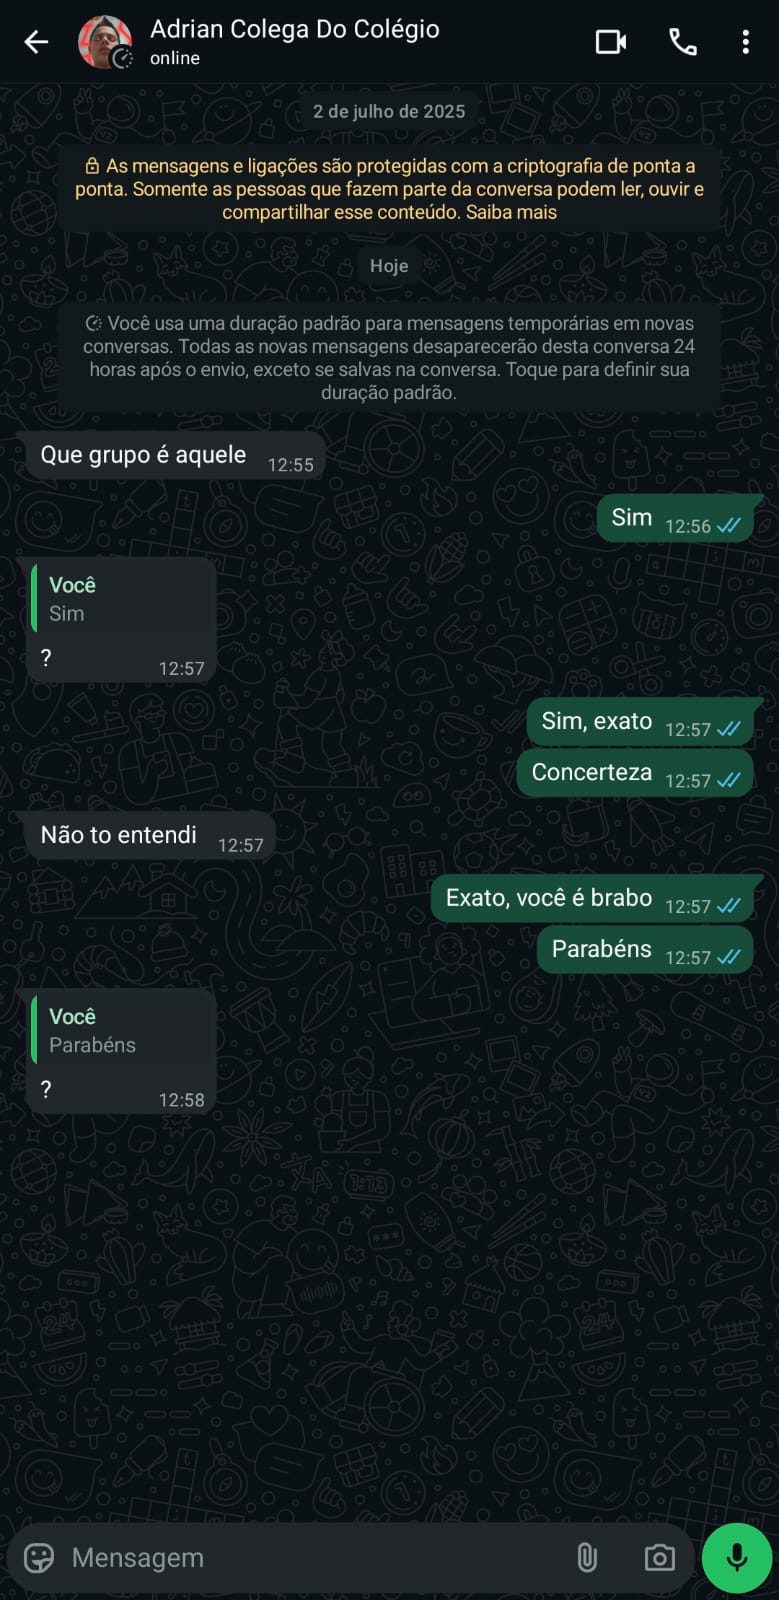 Adrian Colega Do Colégio
online
2 de julho de 2025
As mensagens e ligações são protegidas com a criptografia de ponta a
ponta. Somente as pessoas que fazem parte da conversa podem ler, ouvir e
compartilhar esse conteúdo. Saiba mais
Hoje
Você usa uma duração padrão para mensagens temporárias em novas
conversas. Todas as novas mensagens desaparecerão desta conversa 24
horas após o envio, exceto se salvas na conversa. Toque para definir sua
duração padrão.
Que grupo é aquele 12:55
Sim 12:56
Você
Sim
? 12:57
Sim, exato 12:57
Concerteza 12:57
Não to entendi 12:57
Exato, você é brabo 12:57
Parabéns 12:57
Você
Parabéns
? 12:58
Mensagem